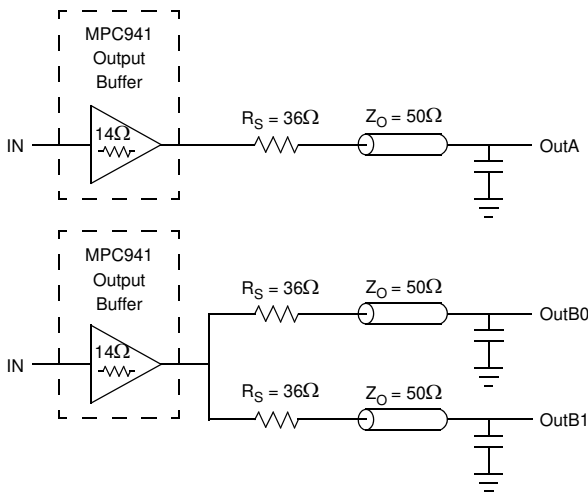 MPC941
Output
Buffer
IN
14Ω
R_S = 36Ω
Z_O = 50Ω
OutA
MPC941
Output
Buffer
IN
14Ω
R_S = 36Ω
Z_O = 50Ω
OutB0
R_S = 36Ω
Z_O = 50Ω
OutB1